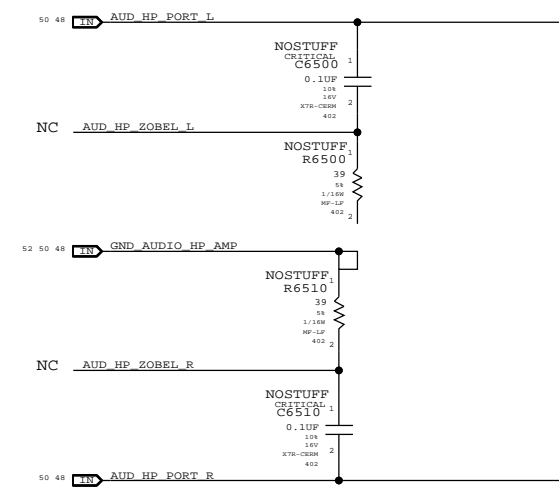 50 48 IN AUD_HP_PORT_L
NOSTUFF
CRITICAL
C6500
1
0.1UF
10%
16V
X7R-CERM
402
2
NC AUD_HP_ZOBEL_L
NOSTUFF
1
R6500
39
5%
1/16W
MF-LF
402
2
52 50 48 IN GND_AUDIO_HP_AMP
NOSTUFF
1
R6510
39
5%
1/16W
MF-LF
402
2
NC AUD_HP_ZOBEL_R
NOSTUFF
CRITICAL
1
C6510
0.1UF
10%
16V
X7R-CERM
402
2
50 48 IN AUD_HP_PORT_R